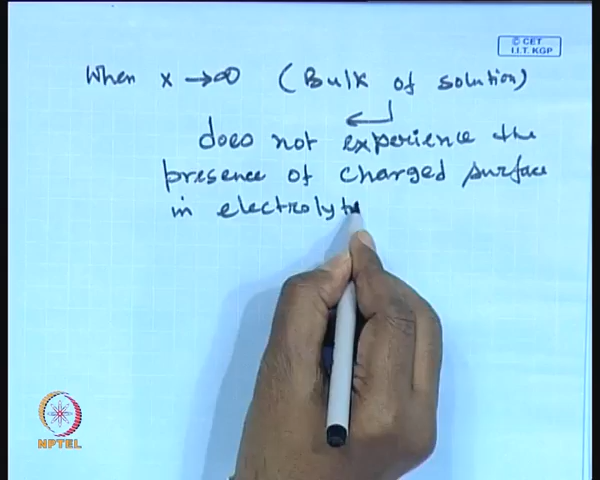 © CET
I.I.T. KGP
When x → ∞ (Bulk of solution)
does not experience the
presence of charged surface
in electrolyte
NPTEL